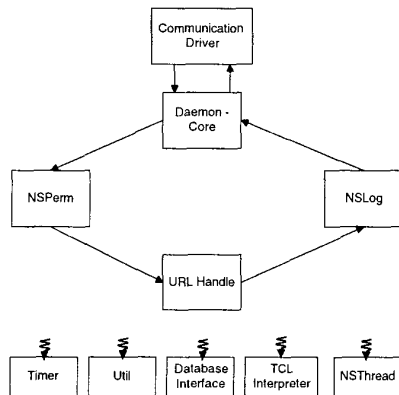 Communication
Driver
Daemon -
Core
NSPerm
NSLog
URL Handle
Timer
Util
Database
Interface
TCL
Interpreter
NSThread